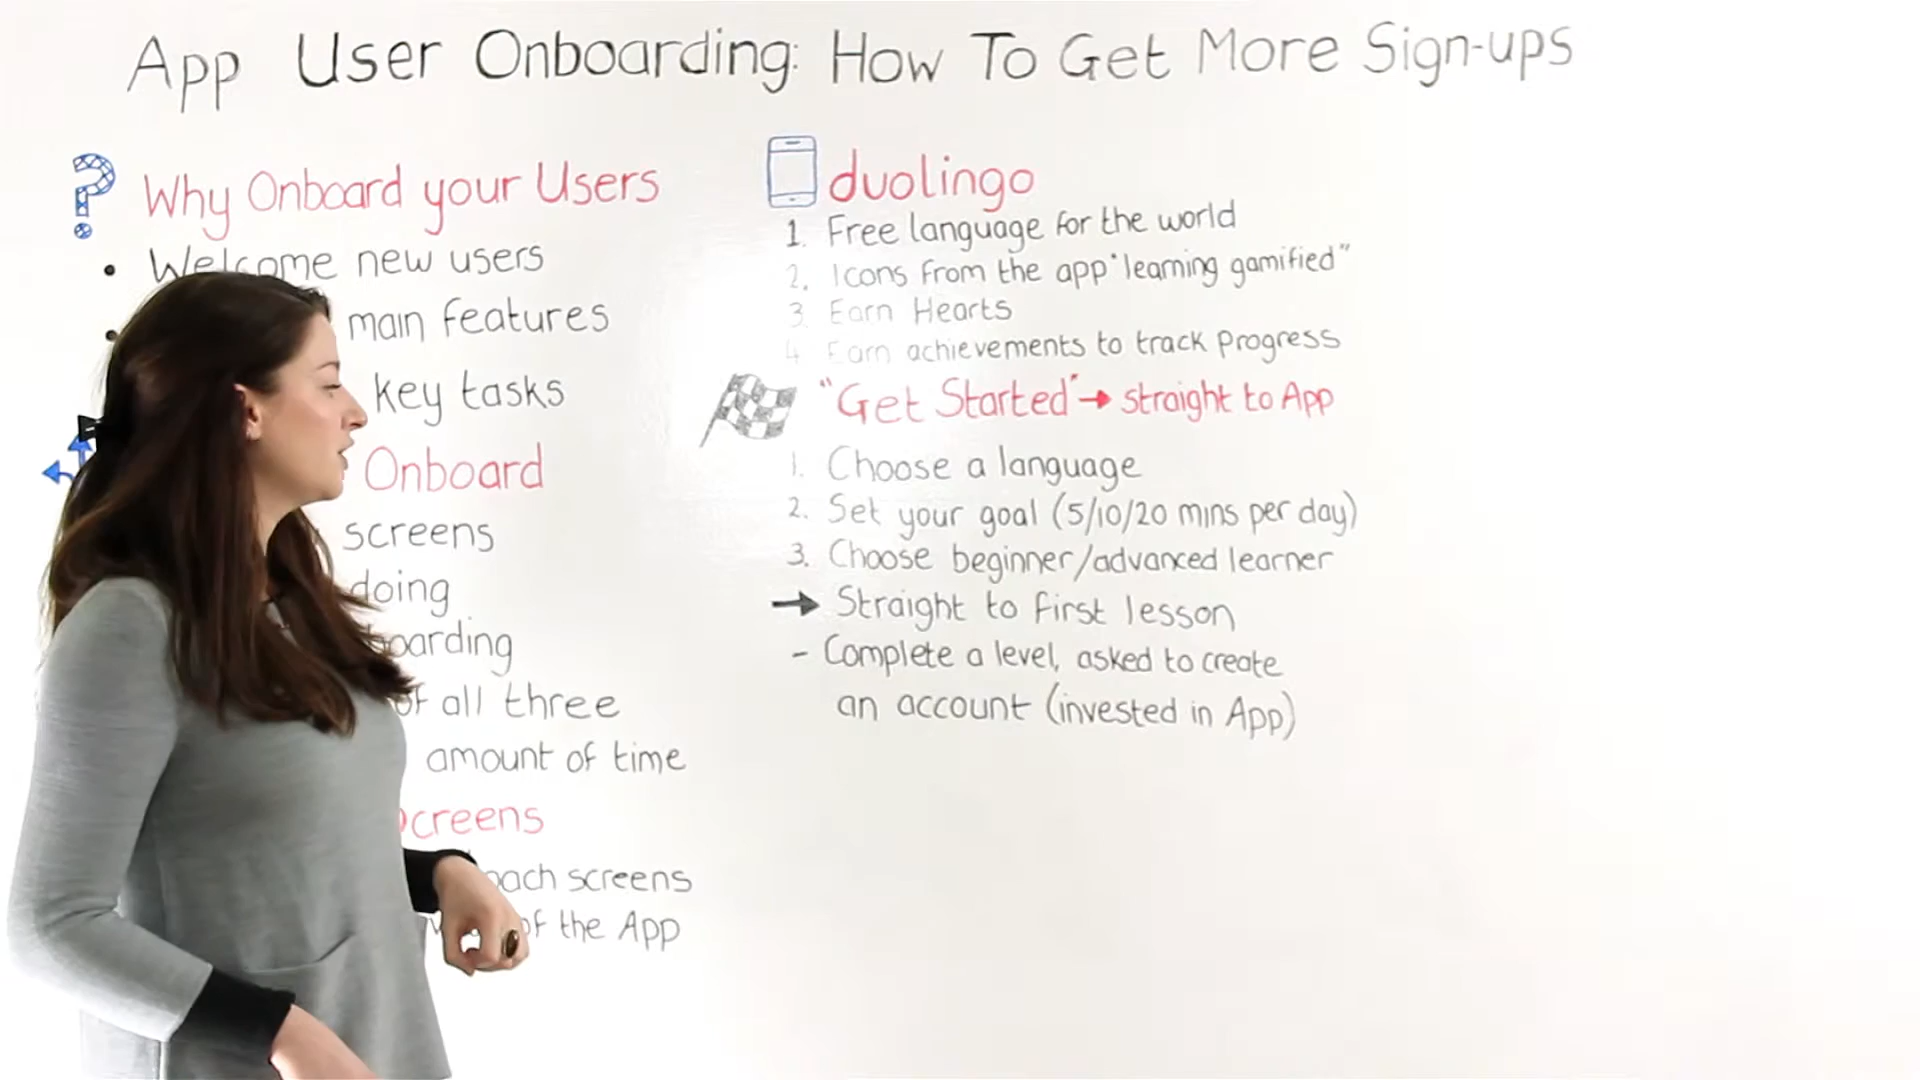 App User Onboarding: How To Get More Sign-ups
Why Onboard your Users
• Welcome new users
• main features
key tasks
Onboard
screens
doing
of all three
amount of time
screens
of the App
duolingo
1. Free language for the world
2. Icons from the app "learning gamified"
3. Earn Hearts
4. Earn achievements to track Progress
"Get Started" → straight to App
1. Choose a language
2. Set your goal (5/10/20 mins per day)
3. Choose beginner/advanced learner
→ Straight to first lesson
- Complete a level, asked to create
an account (invested in App)